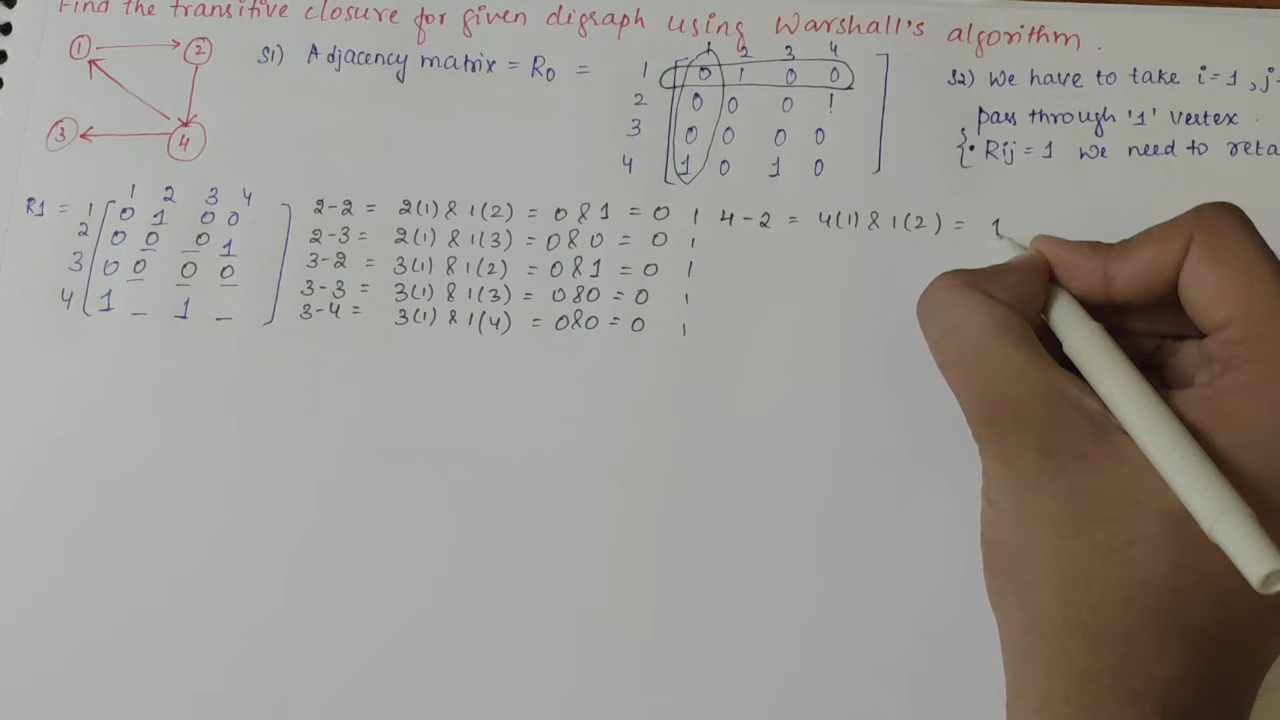 Find the transitive closure for given digraph using Warshall's algorithm.
1 2
3 4
S1) Adjacency matrix = R0 =
1 2 3 4
1 0 1 0 0
2 0 0 0 1
3 0 0 0 0
4 1 0 1 0
S2) We have to take i=1, j=
pass through '1' vertex.
{• Rij = 1 We need to reta
R1 =
1 2 3 4
1 0 1 0 0
2 0 0 0 1
3 0 0 0 0
4 1 _ 1 _
2-2 = 2(1) & 1(2) = 0&1 = 0
2-3 = 2(1) & 1(3) = 0&0 = 0
3-2 = 3(1) & 1(2) = 0&1 = 0
3-3 = 3(1) & 1(3) = 0&0 = 0
3-4 = 3(1) & 1(4) = 0&0 = 0
4-2 = 4(1) & 1(2) = 1